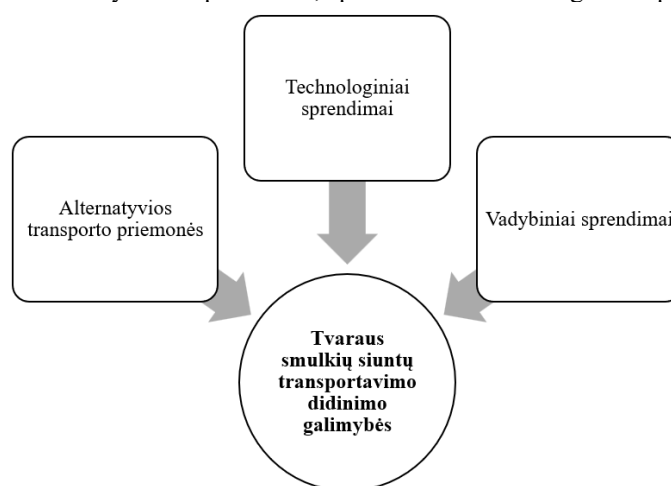 Technologiniai
sprendimai
Alternatyvios
transporto priemonės
Vadybiniai sprendimai
Tvaraus
smulkių siuntų
transportavimo
didinimo
galimybės